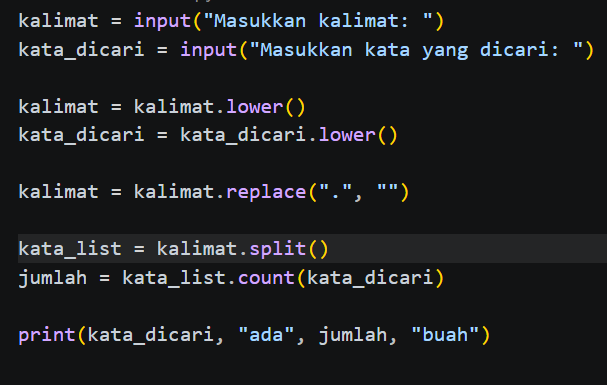 kalimat = input("Masukkan kalimat: ")
kata_dicari = input("Masukkan kata yang dicari: ")
kalimat = kalimat.lower()
kata_dicari = kata_dicari.lower()
kalimat = kalimat.replace(".", "")
kata_list = kalimat.split()
jumlah = kata_list.count(kata_dicari)
print(kata_dicari, "ada", jumlah, "buah")